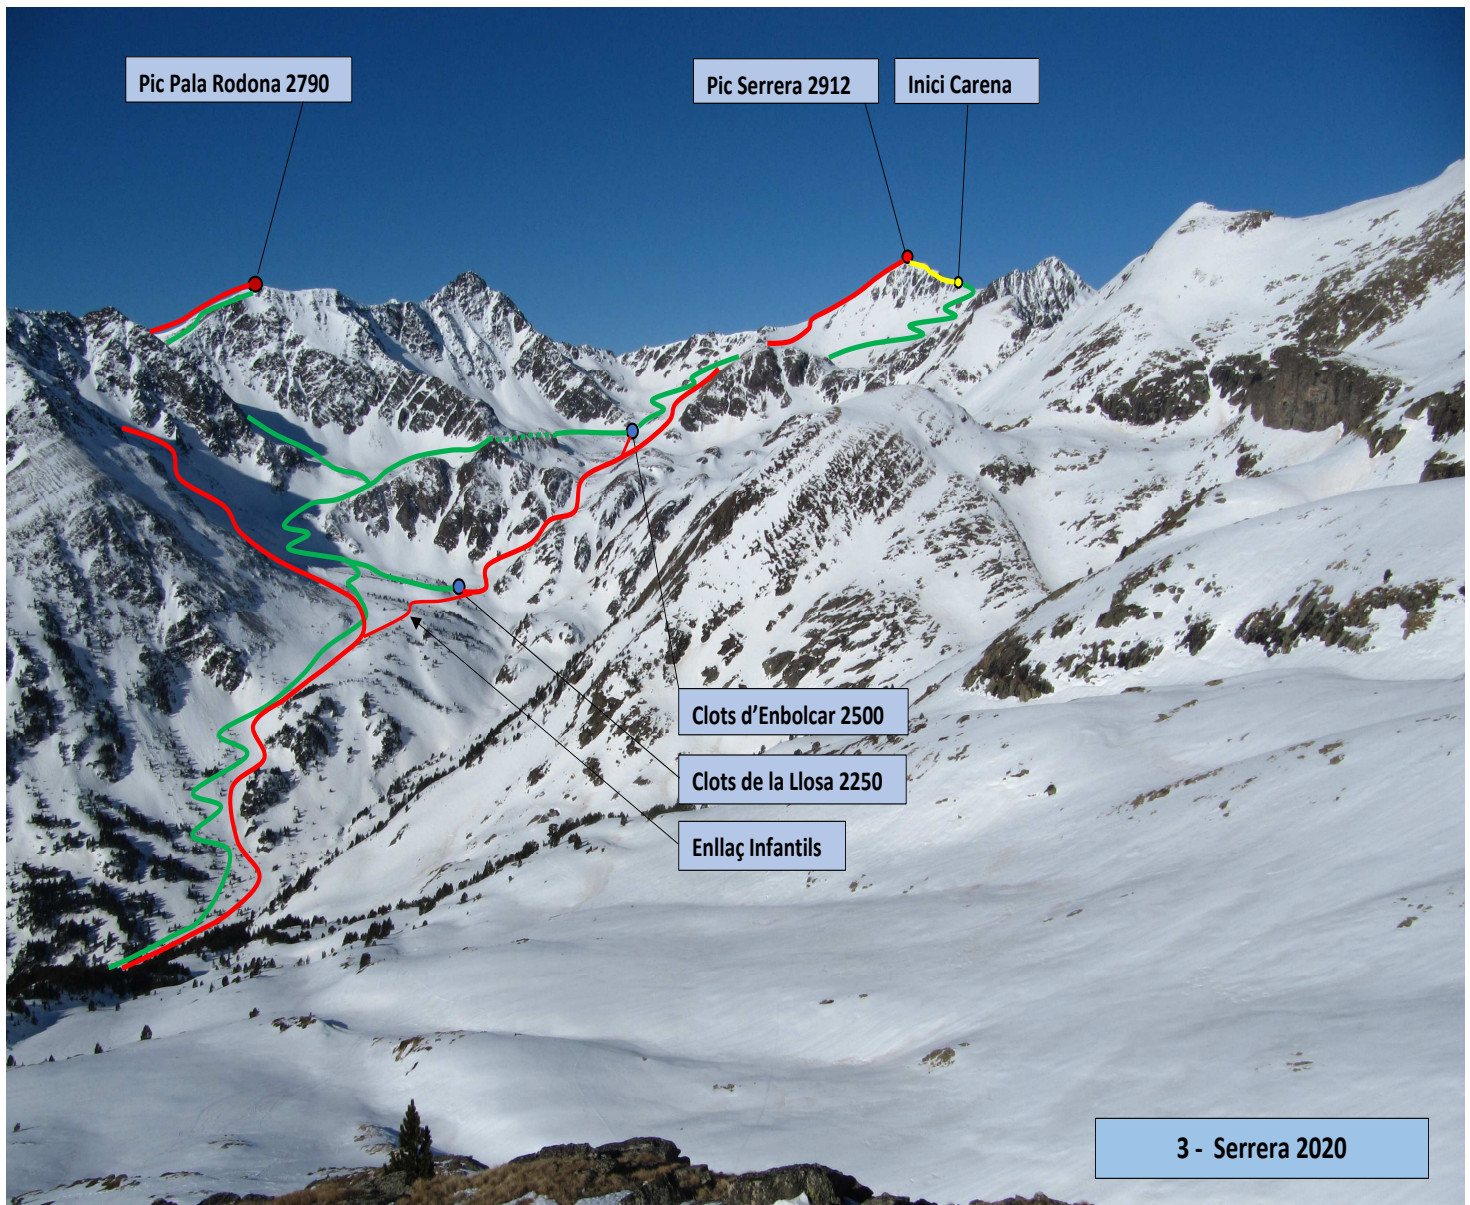 Pic Pala Rodona 2790
Pic Serrera 2912
Inici Carena
Clots d’Enbolcar 2500
Clots de la Llosa 2250
Enllaç Infantils
3 - Serrera 2020